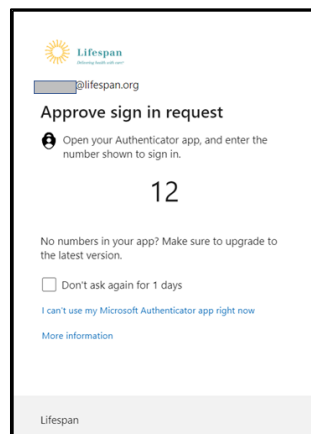 Lifespan
Delivering health with care.®
@lifespan.org
Approve sign in request
Open your Authenticator app, and enter the
number shown to sign in.
12
No numbers in your app? Make sure to upgrade to
the latest version.
Don't ask again for 1 days
I can't use my Microsoft Authenticator app right now
More information
Lifespan